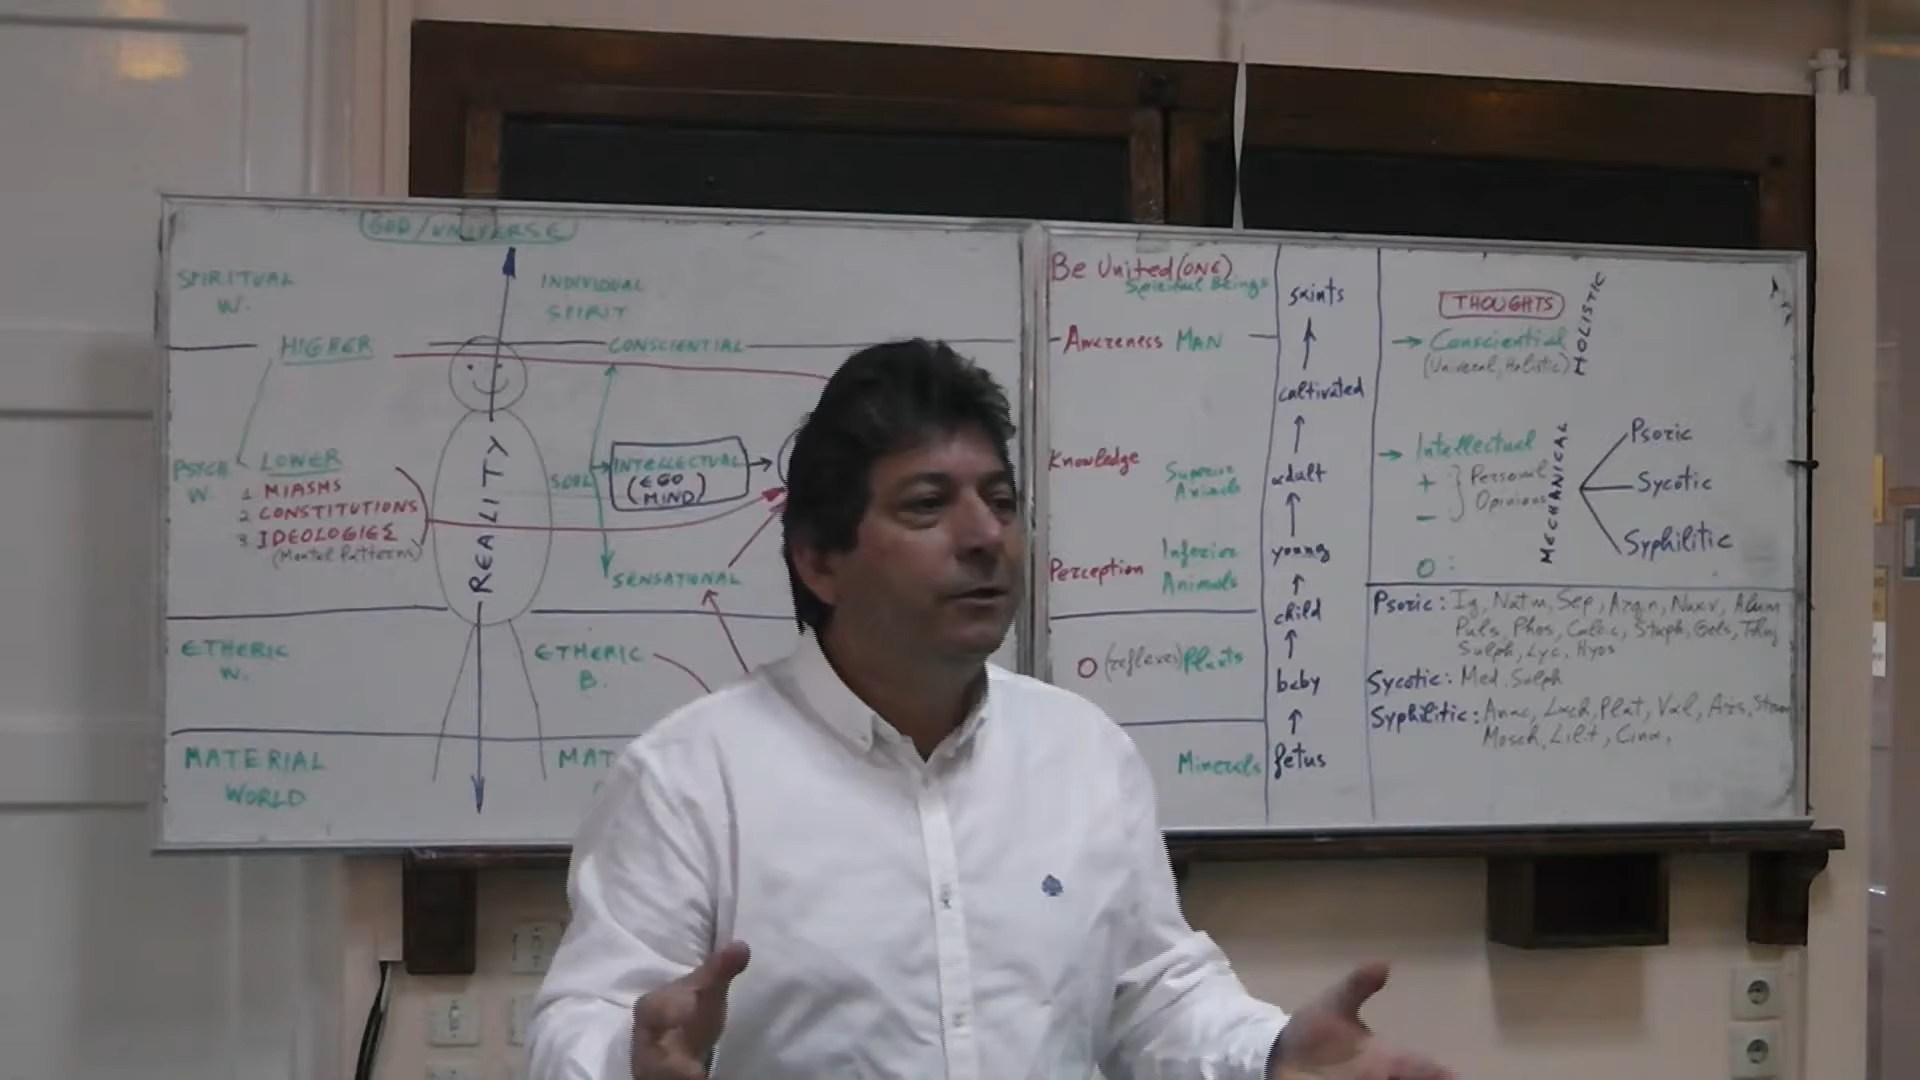 GOD/UNIVERSE
SPIRITUAL
W.
INDIVIDUAL
SPIRIT
HIGHER
CONSCIENTIAL
PSYCH
W.
LOWER
1. MIASMS
2. CONSTITUTIONS
3. IDEOLOGIES
(Mental Patterns)
REALITY
SOUL
INTELLECTUAL
(EGO
MIND)
SENSATIONAL
ETHERIC
W.
ETHERIC
B.
MATERIAL
WORLD
MAT
Be United (ONE)
Spiritual Beings
Awareness MAN
Knowledge
Superior
Animals
Perception
Inferior
Animals
O (reflexes) Plants
Minerals
saints
cultivated
adult
young
child
baby
fetus
THOUGHTS
Consciential
(Universal, Holistic)
HOLISTIC
Intellectual
+
-
Personal
Opinions
O :
MECHANICAL
Psoric
Sycotic
Syphilitic
Psoric: Ig, Natm, Sep, Arg.n, Nuxv, Alum
Puls, Phos, Calc.c, Staph, Gels,
Sulph, Lyc, Hyos
Sycotic: Med. Sulph
Syphilitic: Anac, Lach, Plat, Val, Ars, Stram
Mosch, Lil.t, Cina,